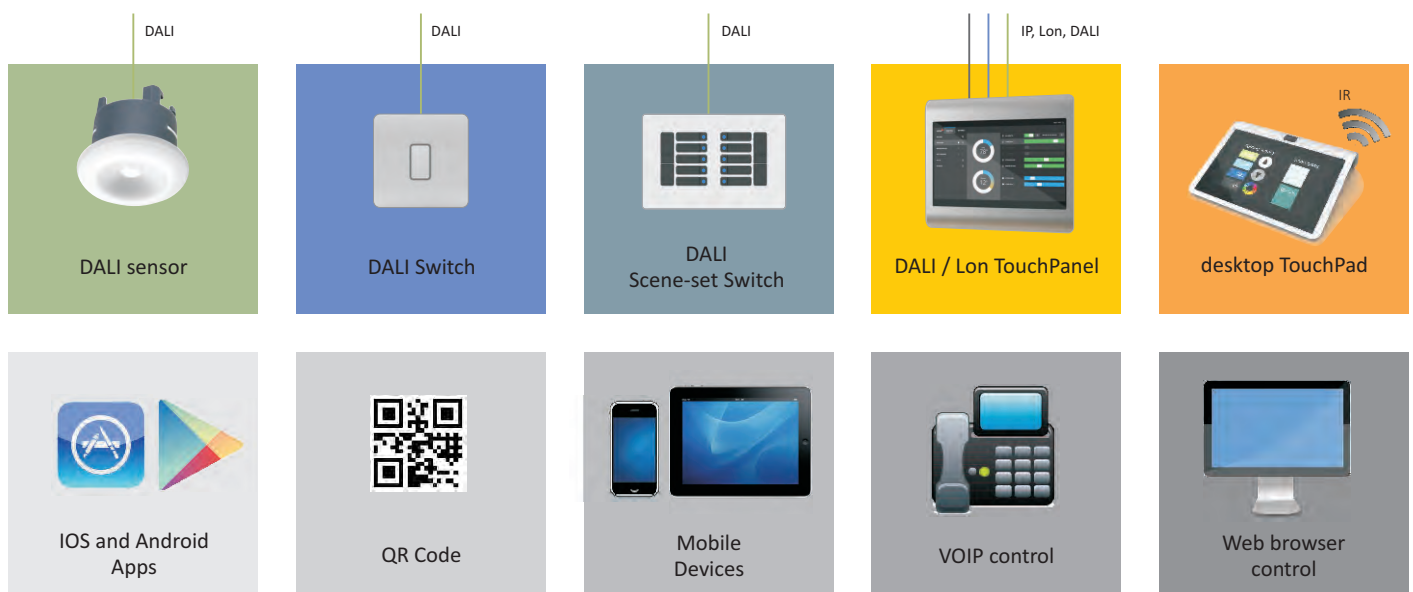 DALI
DALI
DALI
IP, Lon, DALI
IR
DALI sensor
DALI Switch
DALI
Scene-set Switch
DALI / Lon TouchPanel
desktop TouchPad
IOS and Android
Apps
QR Code
Mobile
Devices
VOIP control
Web browser
control